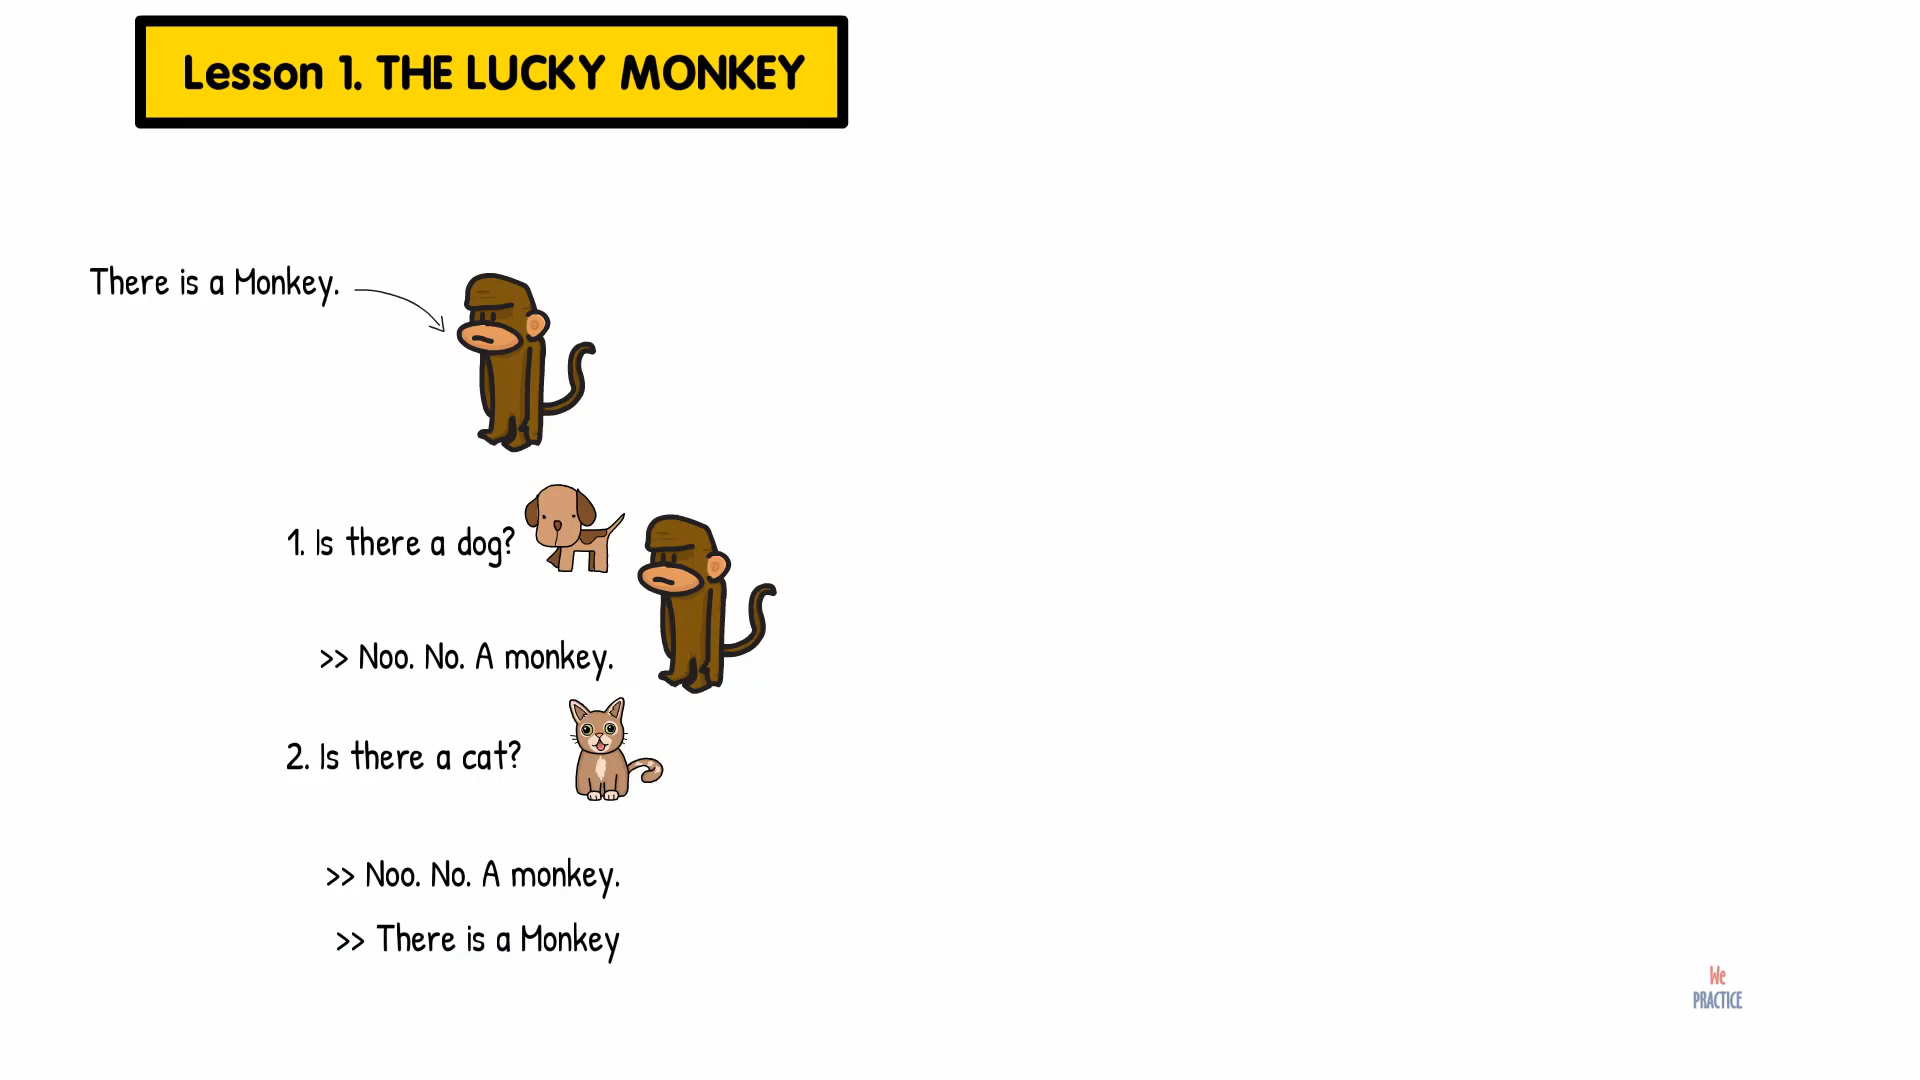 Lesson 1. THE LUCKY MONKEY
There is a Monkey.
1. Is there a dog?
>> Noo. No. A monkey.
2. Is there a cat?
>> Noo. No. A monkey.
>> There is a Monkey
We
PRACTICE